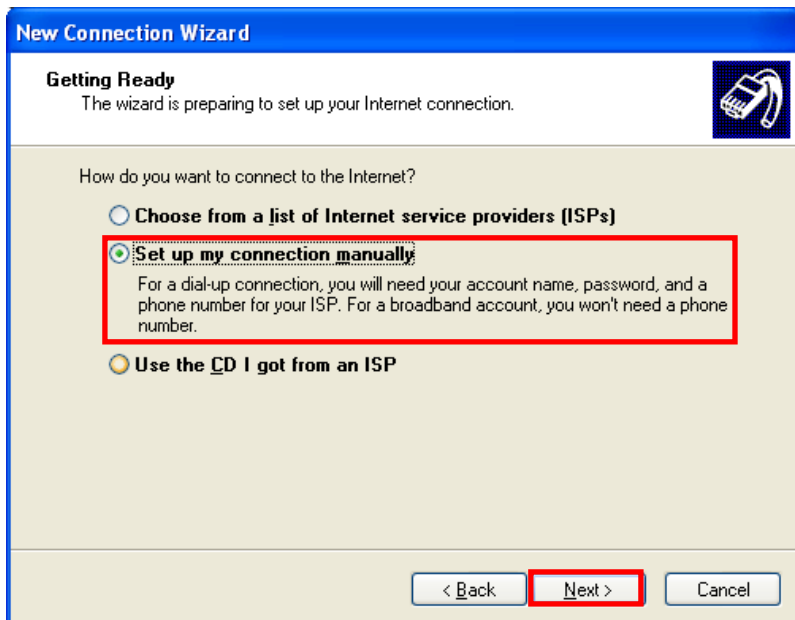 New Connection Wizard
Getting Ready
The wizard is preparing to set up your Internet connection.
How do you want to connect to the Internet?
Choose from a list of Internet service providers (ISPs)
Set up my connection manually
For a dial-up connection, you will need your account name, password, and a
phone number for your ISP. For a broadband account, you won't need a phone
number.
Use the CD I got from an ISP
< Back Next > Cancel